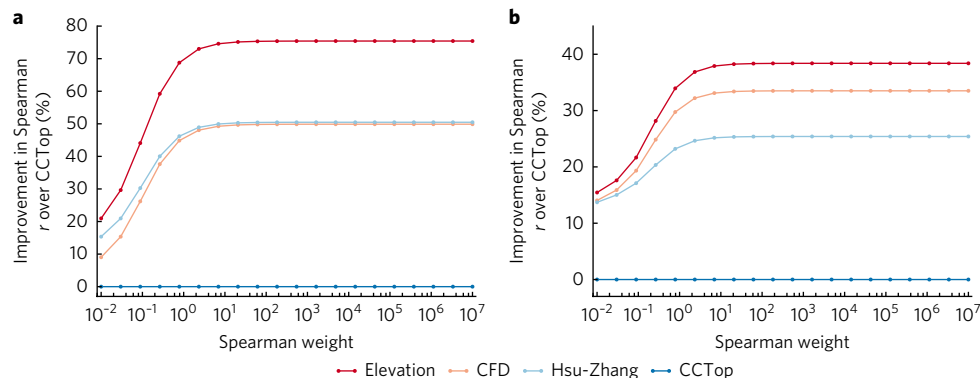 a
Improvement in Spearman
r over CCTop (%)
80
70
60
50
40
30
20
10
0
10⁻² 10⁻¹ 10⁰ 10¹ 10² 10³ 10⁴ 10⁵ 10⁶ 10⁷
Spearman weight
b
Improvement in Spearman
r over CCTop (%)
40
30
20
10
0
10⁻² 10⁻¹ 10⁰ 10¹ 10² 10³ 10⁴ 10⁵ 10⁶ 10⁷
Spearman weight
Elevation CFD Hsu-Zhang CCTop